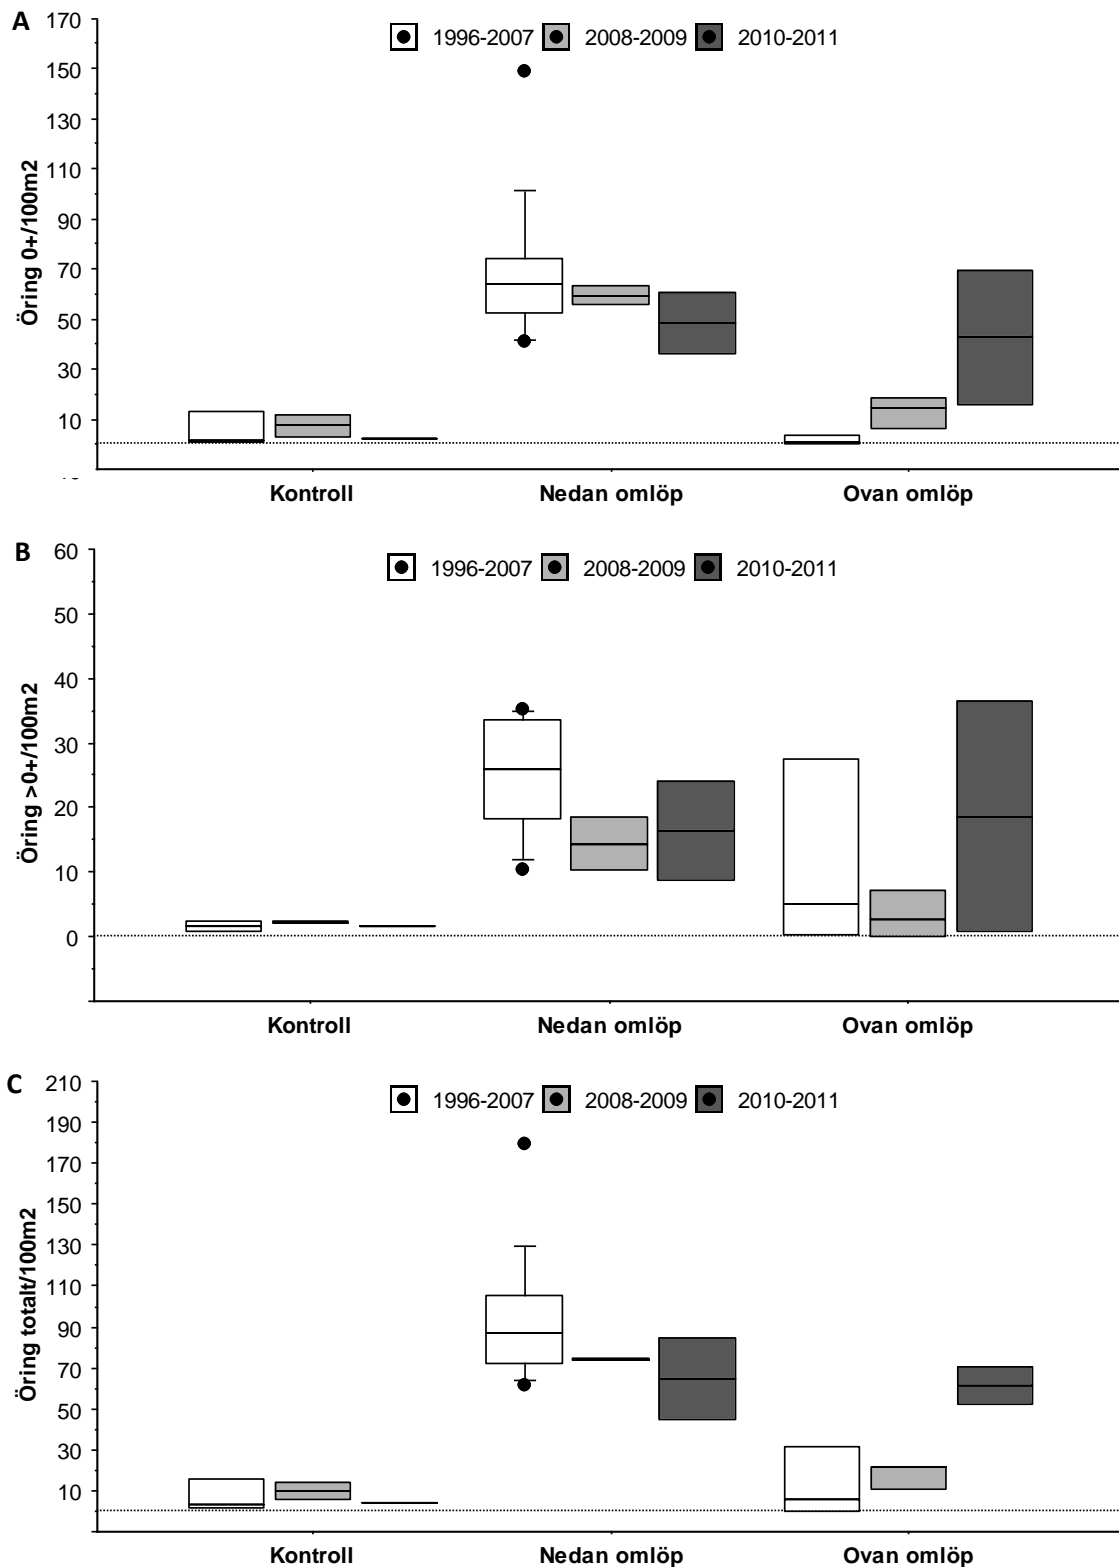 A
170
150
130
110
90
70
50
30
10
Öring 0+/100m2
1996-2007 2008-2009 2010-2011
Kontroll Nedan omlöp Ovan omlöp
B
60
50
40
30
20
10
0
Öring >0+/100m2
1996-2007 2008-2009 2010-2011
Kontroll Nedan omlöp Ovan omlöp
C
210
190
170
150
130
110
90
70
50
30
10
Öring totalt/100m2
1996-2007 2008-2009 2010-2011
Kontroll Nedan omlöp Ovan omlöp